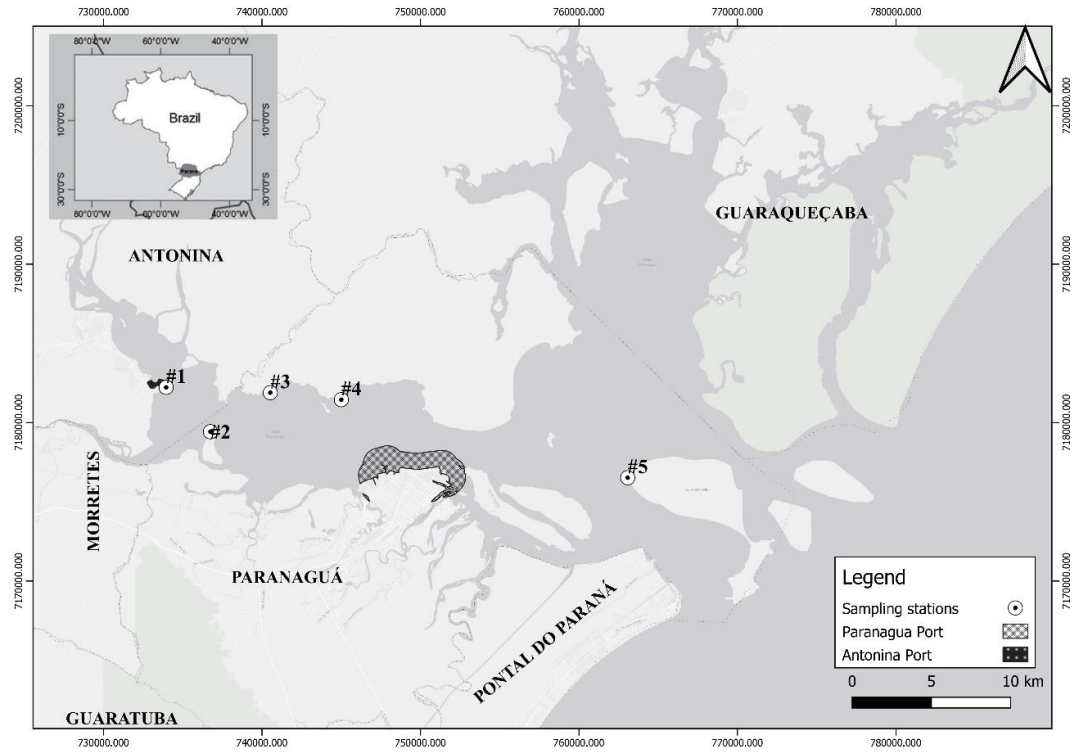 730000.000 740000.000 750000.000 760000.000 770000.000 780000.000
80°0'0"W 60°0'0"W 40°0'0"W
10°0'0"S 10°0'0"S
30°0'0"S 30°0'0"S
Brazil
Paraná
80°0'0"W 60°0'0"W 40°0'0"W
7200000.000 7200000.000
GUARAQUEÇABA
ANTONINA
7190000.000 7190000.000
#1
#3
#4
#2
7180000.000 7180000.000
#5
MORRETES
PARANAGUÁ
7170000.000 7170000.000
PONTAL DO PARANÁ
GUARATUBA
Legend
Sampling stations
Paranagua Port
Antonina Port
0 5 10 km
730000.000 740000.000 750000.000 760000.000 770000.000 780000.000